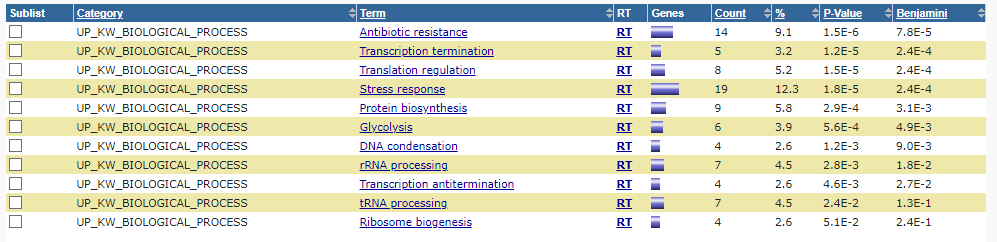 Sublist Category Term RT Genes Count % P-Value Benjamini
UP_KW_BIOLOGICAL_PROCESS Antibiotic resistance RT 14 9.1 1.5E-6 7.8E-5
UP_KW_BIOLOGICAL_PROCESS Transcription termination RT 5 3.2 1.2E-5 2.4E-4
UP_KW_BIOLOGICAL_PROCESS Translation regulation RT 8 5.2 1.5E-5 2.4E-4
UP_KW_BIOLOGICAL_PROCESS Stress response RT 19 12.3 1.8E-5 2.4E-4
UP_KW_BIOLOGICAL_PROCESS Protein biosynthesis RT 9 5.8 2.9E-4 3.1E-3
UP_KW_BIOLOGICAL_PROCESS Glycolysis RT 6 3.9 5.6E-4 4.9E-3
UP_KW_BIOLOGICAL_PROCESS DNA condensation RT 4 2.6 1.2E-3 9.0E-3
UP_KW_BIOLOGICAL_PROCESS rRNA processing RT 7 4.5 2.8E-3 1.8E-2
UP_KW_BIOLOGICAL_PROCESS Transcription antitermination RT 4 2.6 4.6E-3 2.7E-2
UP_KW_BIOLOGICAL_PROCESS tRNA processing RT 7 4.5 2.4E-2 1.3E-1
UP_KW_BIOLOGICAL_PROCESS Ribosome biogenesis RT 4 2.6 5.1E-2 2.4E-1